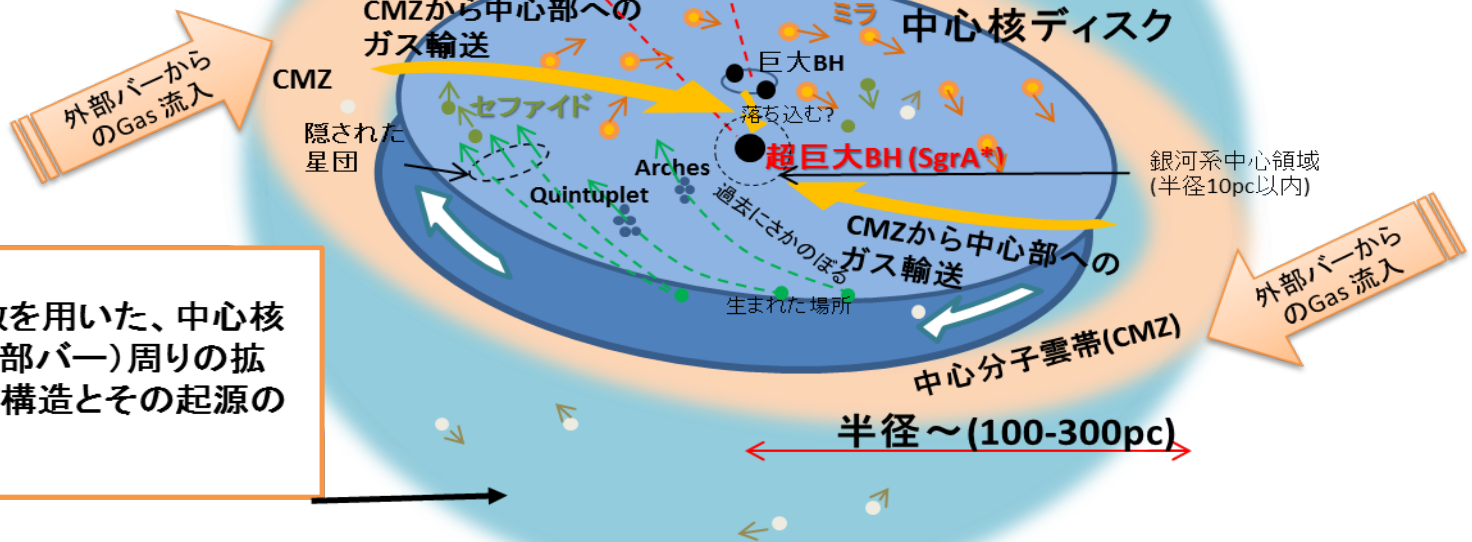 CMZから中心部への
ガス輸送
ミラ
中心核ディスク
外部バーから
のGas 流入
CMZ
巨大BH
セファイド
落ち込む?
隠された
星団
Arches
超巨大BH (SgrA*)
銀河系中心領域
(半径10pc以内)
Quintuplet
過去にさかのぼる
CMZから中心部への
ガス輸送
外部バーから
のGas 流入
生まれた場所
数を用いた、中心核
部バー)周りの拡
構造とその起源の
中心分子雲帯(CMZ)
半径～(100-300pc)